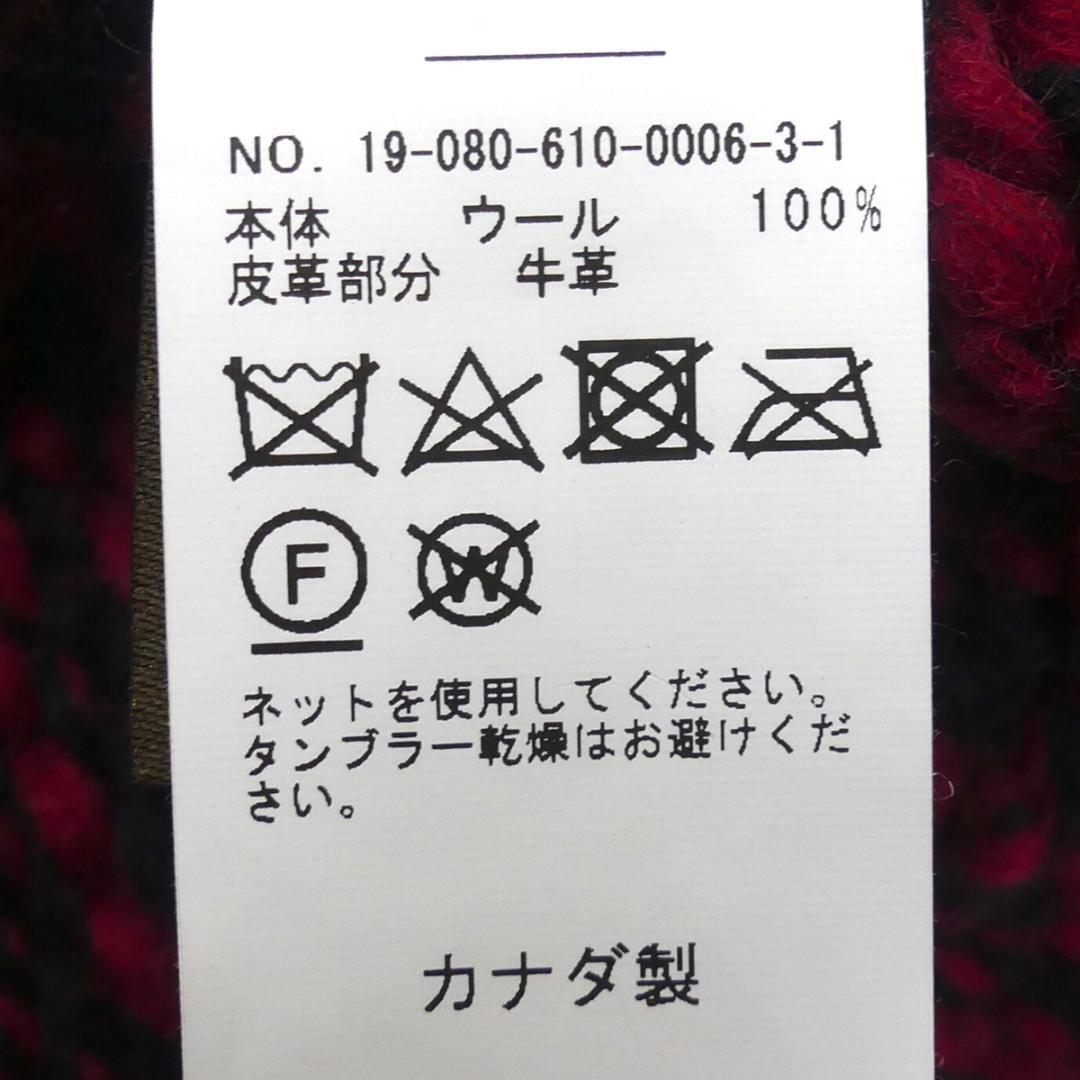 NO. 19-080-610-0006-3-1
本体 ウール 100%
皮革部分 牛革
F W
ネットを使用してください。
タンブラー乾燥はお避けくだ
さい。
カナダ製